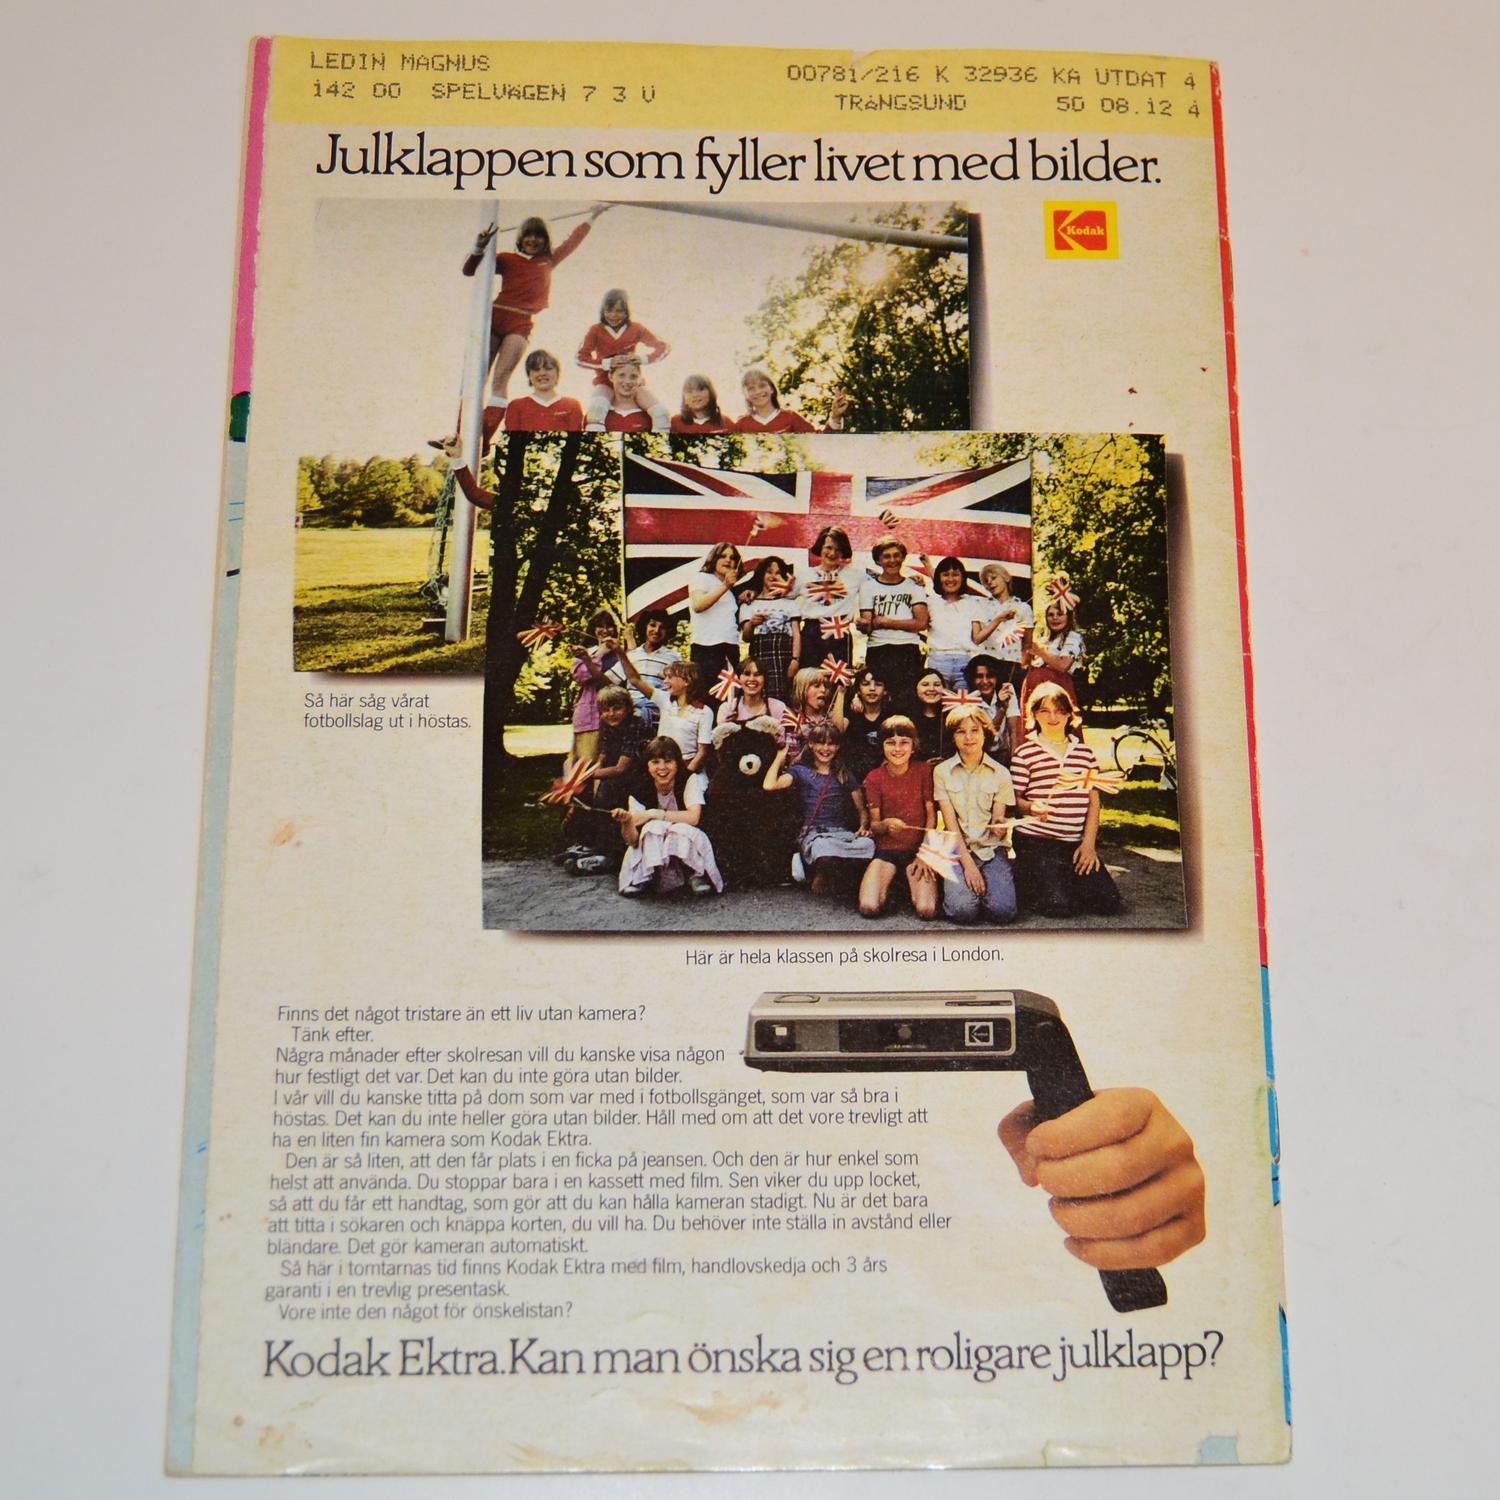 LEDIN MAGNUS
00781/216 K 32936 KA UTDAT 4
142 00 SPELVÄGEN 7 3 U
TRÅNGSUND 50 08.12 4
Julklappen som fyller livet med bilder.
Kodak
NEW YORK
CITY
Så här såg vårat
fotbollslag ut i höstas.
Här är hela klassen på skolresa i London.
Finns det något tristare än ett liv utan kamera?
Tänk efter.
Några månader efter skolresan vill du kanske visa någon
hur festligt det var. Det kan du inte göra utan bilder.
I vår vill du kanske titta på dom som var med i fotbollsgänget, som var så bra i
höstas. Det kan du inte heller göra utan bilder. Håll med om att det vore trevligt att
ha en liten fin kamera som Kodak Ektra.
Den är så liten, att den får plats i en ficka på jeansen. Och den är hur enkel som
helst att använda. Du stoppar bara i en kassett med film. Sen viker du upp locket,
så att du får ett handtag, som gör att du kan hålla kameran stadigt. Nu är det bara
att titta i sökaren och knäppa korten, du vill ha. Du behöver inte ställa in avstånd eller
bländare. Det gör kameran automatiskt.
Så här i tomtarnas tid finns Kodak Ektra med film, handlovskedja och 3 års
garanti i en trevlig presentask.
Vore inte den något för önskelistan?
Kodak Ektra. Kan man önska sig en roligare julklapp?